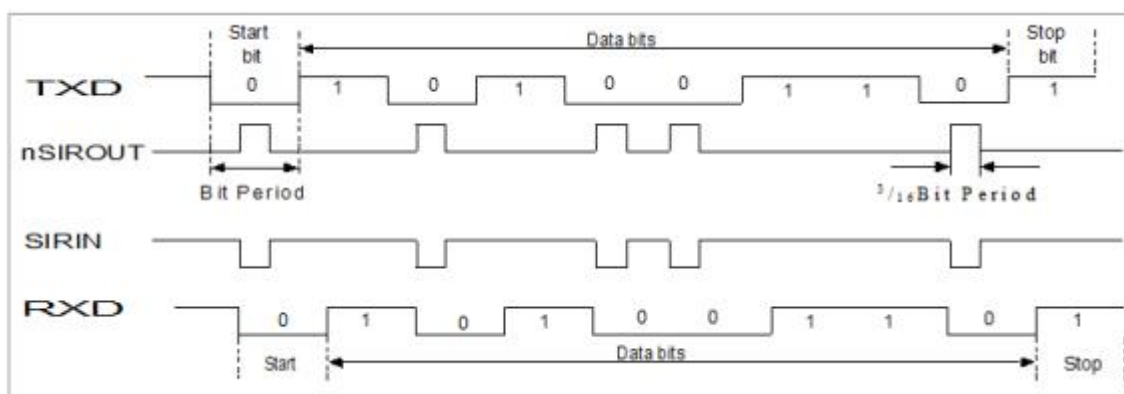 Start bit
Data bits
Stop bit
TXD
0 1 0 1 0 0 1 1 0 1
nSIROUT
Bit Period
3/16 Bit Period
SIRIN
RXD
0 1 0 1 0 0 1 1 0 1
Start
Data bits
Stop